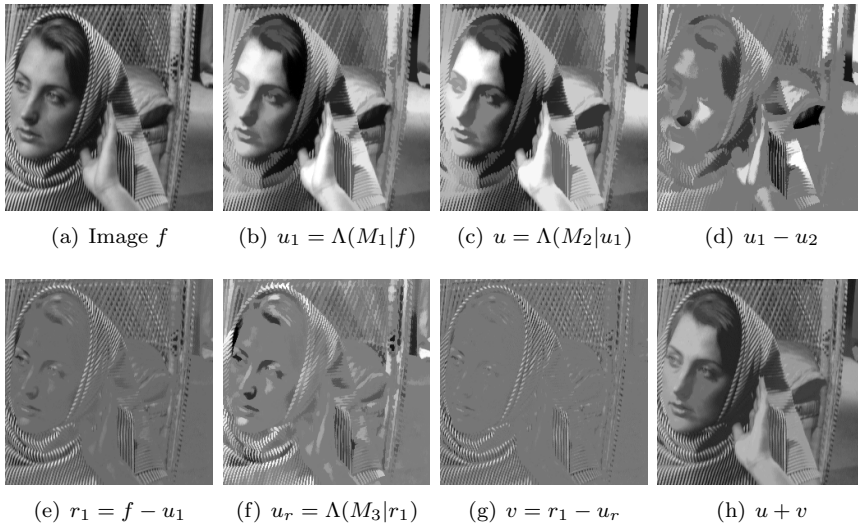 (a) Image f
(b) u₁ = Λ(M₁|f)
(c) u = Λ(M₂|u₁)
(d) u₁ − u₂
(e) r₁ = f − u₁
(f) uᵣ = Λ(M₃|r₁)
(g) v = r₁ − uᵣ
(h) u + v